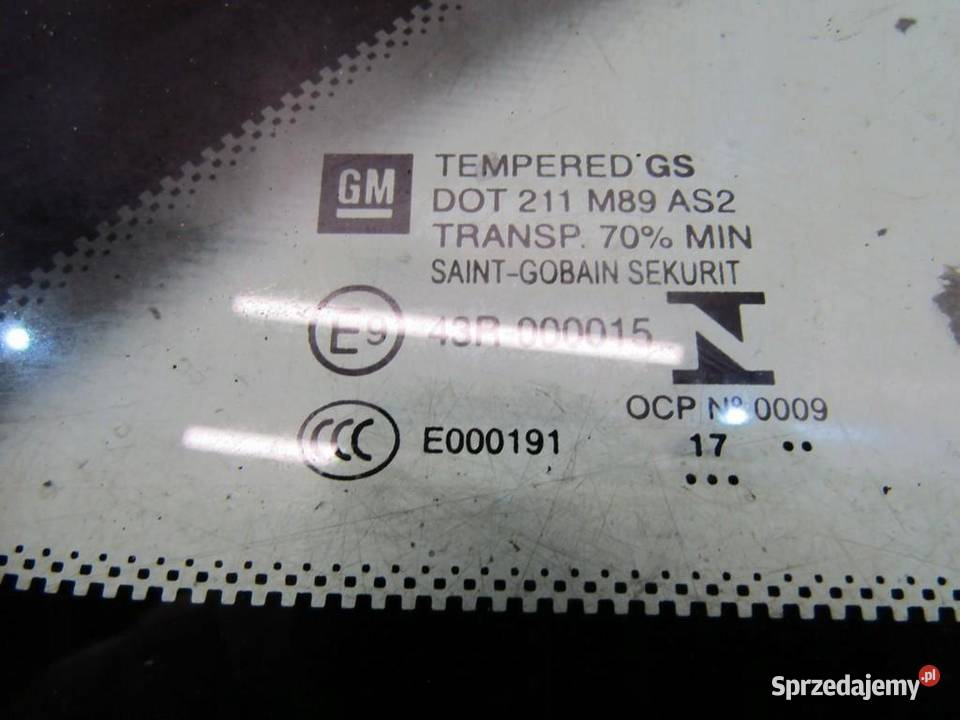 GM
TEMPERED GS
DOT 211 M89 AS2
TRANSP. 70% MIN
SAINT-GOBAIN SEKURIT
E9
43R 000015
N
OCP Nº 0009
CCC
E000191
17 ••
•••
Sprzedajemy.pl